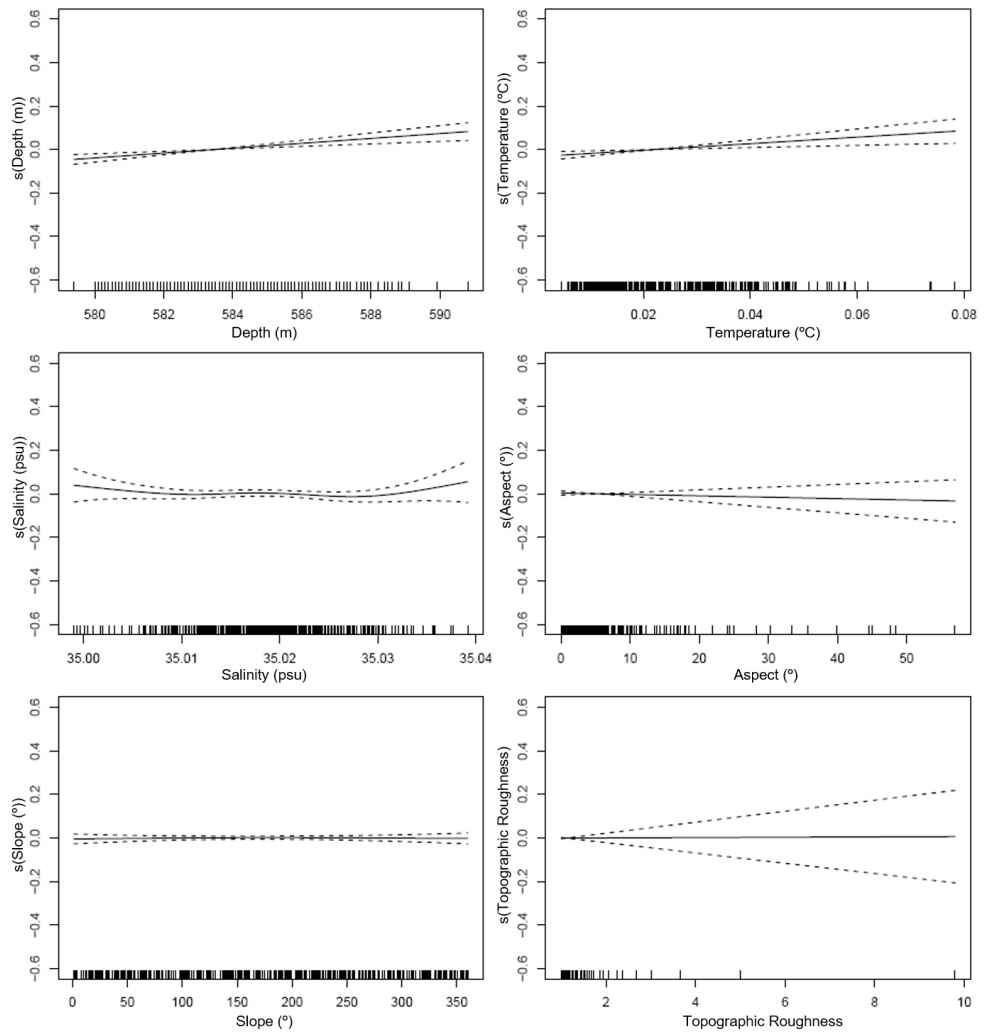 0.6
0.4
0.2
0.0
−0.2
−0.4
−0.6
s(Depth (m))
580 582 584 586 588 590
Depth (m)
0.6
0.4
0.2
0.0
−0.2
−0.4
−0.6
s(Temperature (ºC))
0.02 0.04 0.06 0.08
Temperature (ºC)
0.6
0.4
0.2
0.0
−0.2
−0.4
−0.6
s(Salinity (psu))
35.00 35.01 35.02 35.03 35.04
Salinity (psu)
0.6
0.4
0.2
0.0
−0.2
−0.4
−0.6
s(Aspect (º))
0 10 20 30 40 50
Aspect (º)
0.6
0.4
0.2
0.0
−0.2
−0.4
−0.6
s(Slope (º))
0 50 100 150 200 250 300 350
Slope (º)
0.6
0.4
0.2
0.0
−0.2
−0.4
−0.6
s(Topographic Roughness)
2 4 6 8 10
Topographic Roughness